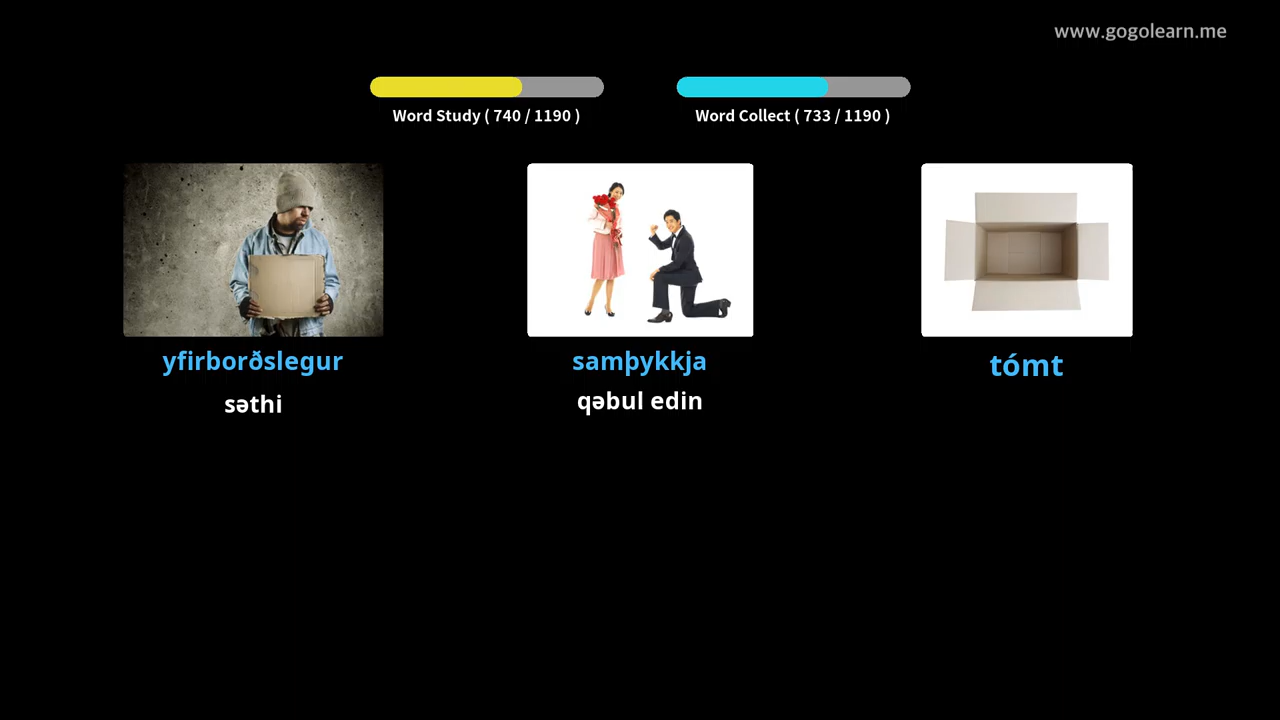 www.gogolearn.me
Word Study ( 740 / 1190 )
Word Collect ( 733 / 1190 )
yfirborðslegur
samþykkja
tómt
səthi
qəbul edin